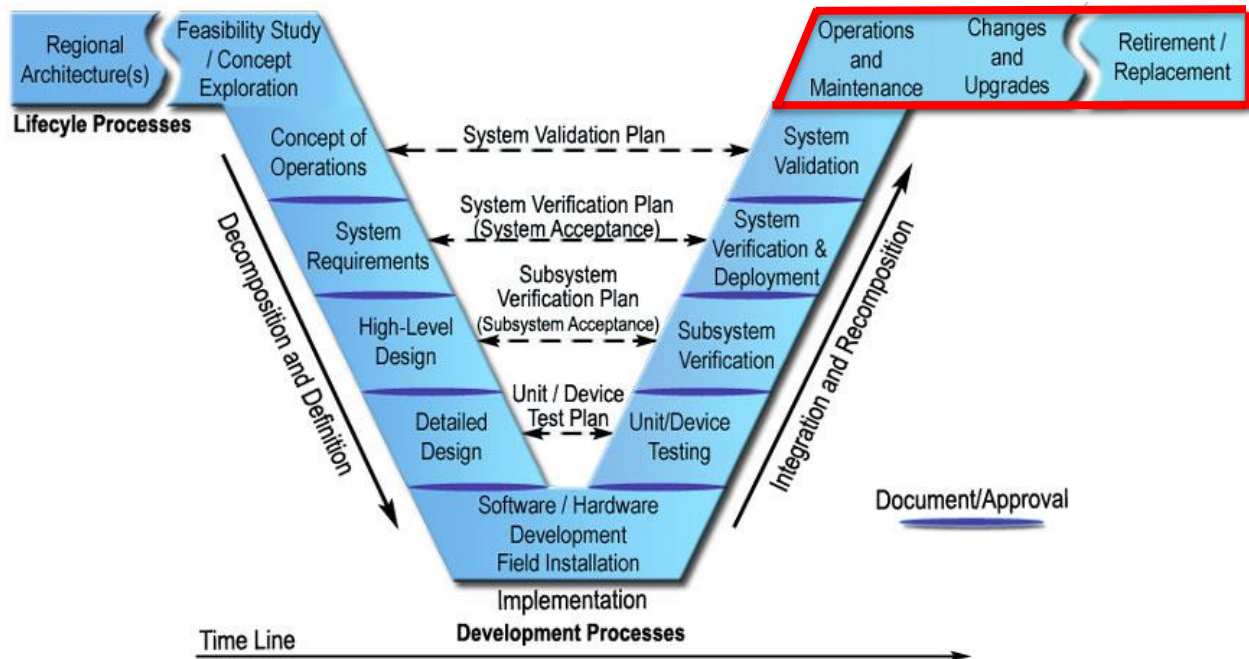 Regional
Architecture(s)
Feasibility Study
/ Concept
Exploration
Operations
and
Maintenance
Changes
and
Upgrades
Retirement /
Replacement
Lifecyle Processes
Concept of
Operations
System Validation Plan
System
Validation
System
Requirements
System Verification Plan
(System Acceptance)
System
Verification &
Deployment
High-Level
Design
Subsystem
Verification Plan
(Subsystem Acceptance)
Subsystem
Verification
Detailed
Design
Unit / Device
Test Plan
Unit/Device
Testing
Decomposition and Definition
Integration and Recomposition
Software / Hardware
Development
Field Installation
Document/Approval
Implementation
Development Processes
Time Line